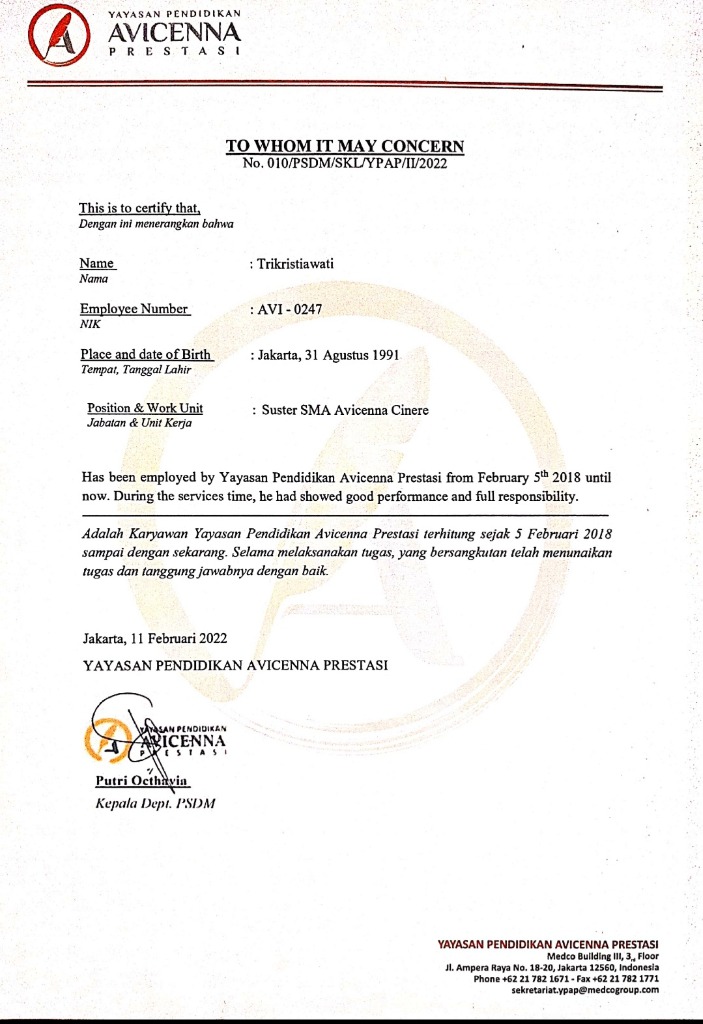 YAYASAN PENDIDIKAN
AVICENNA
PRESTASI
TO WHOM IT MAY CONCERN
No. 010/PSDM/SKL/YPAP/II/2022
This is to certify that,
Dengan ini menerangkan bahwa
Name : Trikristiawati
Nama
Employee Number : AVI - 0247
NIK
Place and date of Birth : Jakarta, 31 Agustus 1991
Tempat, Tanggal Lahir
Position & Work Unit : Suster SMA Avicenna Cinere
Jabatan & Unit Kerja
Has been employed by Yayasan Pendidikan Avicenna Prestasi from February 5th 2018 until
now. During the services time, he had showed good performance and full responsibility.
Adalah Karyawan Yayasan Pendidikan Avicenna Prestasi terhitung sejak 5 Februari 2018
sampai dengan sekarang. Selama melaksanakan tugas, yang bersangkutan telah menunaikan
tugas dan tanggung jawabnya dengan baik.
Jakarta, 11 Februari 2022
YAYASAN PENDIDIKAN AVICENNA PRESTASI
YAYASAN PENDIDIKAN
AVICENNA
PRESTASI
Putri Octhavia
Kepala Dept. PSDM
YAYASAN PENDIDIKAN AVICENNA PRESTASI
Medco Building III, 3,, Floor
Jl. Ampera Raya No. 18-20, Jakarta 12560, Indonesia
Phone +62 21 782 1671 - Fax +62 21 782 1771
sekretariat.ypap@medcogroup.com